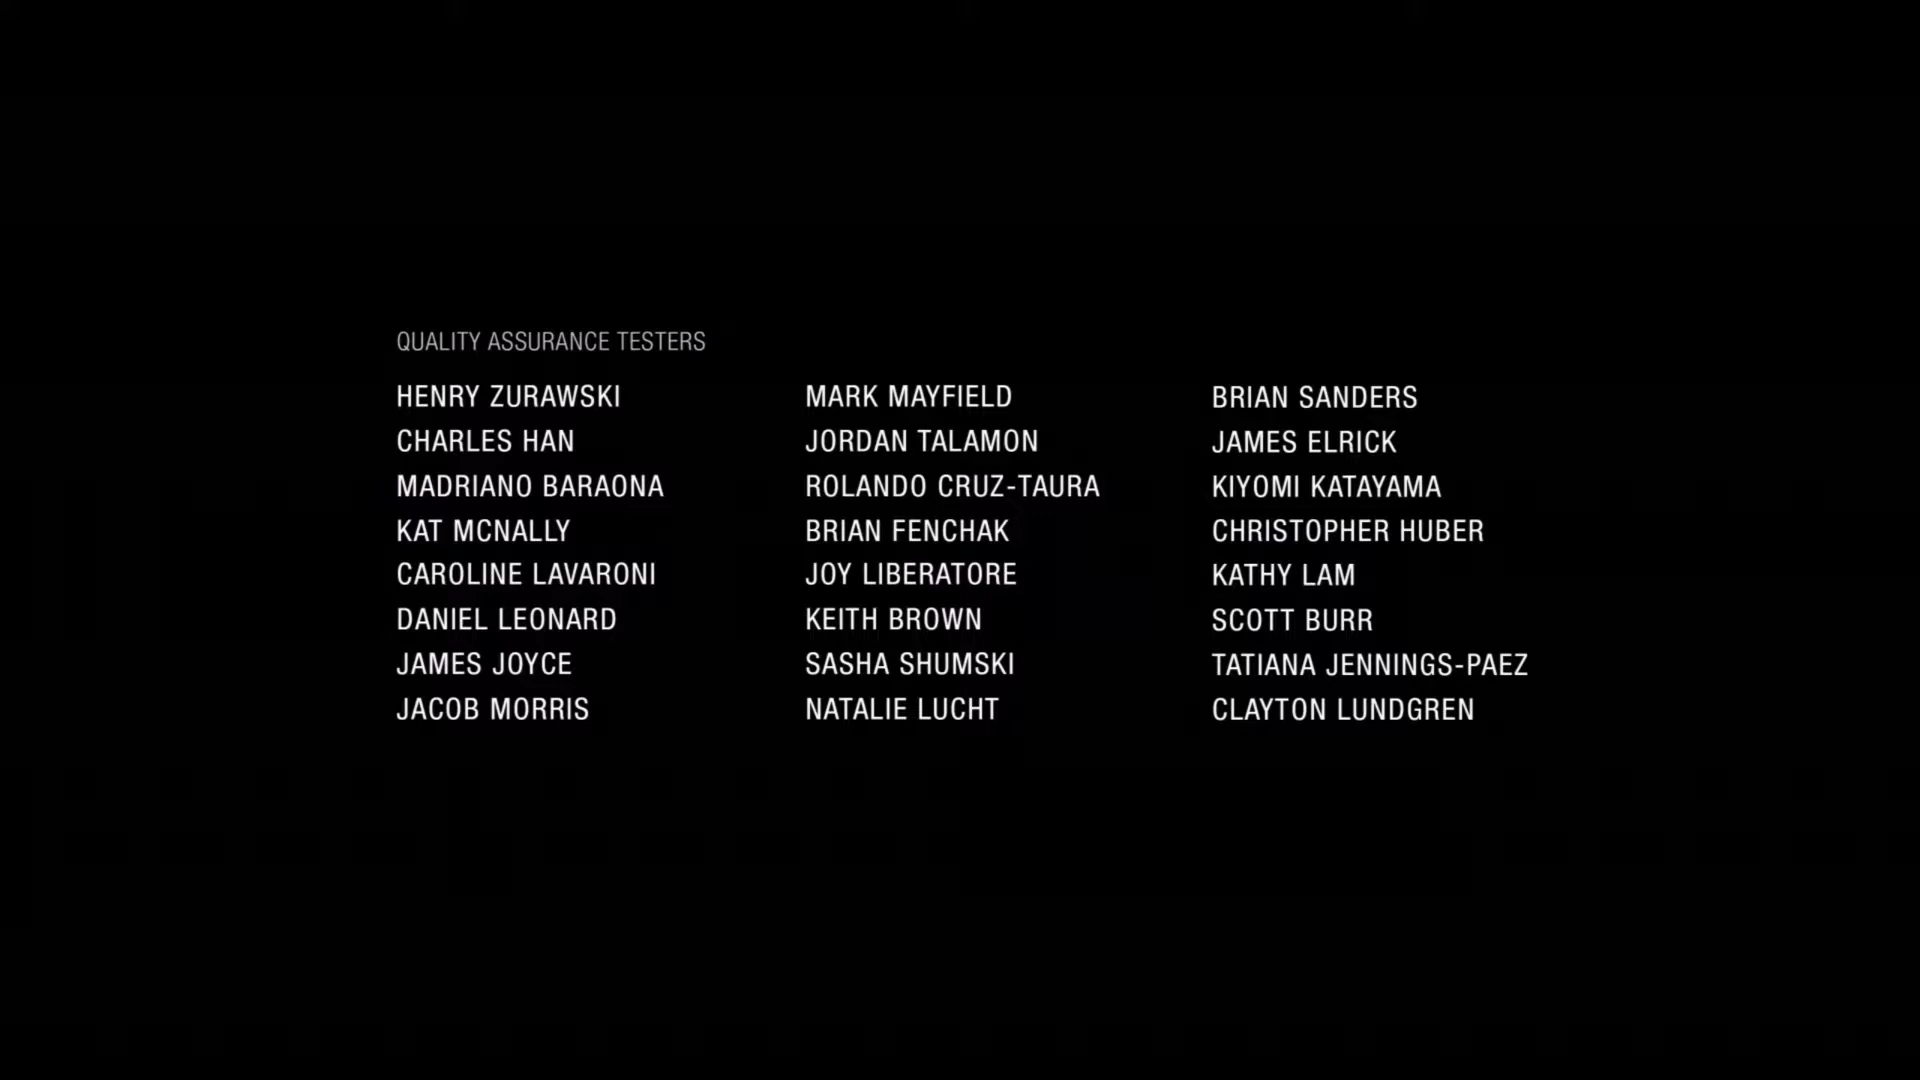 QUALITY ASSURANCE TESTERS
HENRY ZURAWSKI
CHARLES HAN
MADRIANO BARAONA
KAT MCNALLY
CAROLINE LAVARONI
DANIEL LEONARD
JAMES JOYCE
JACOB MORRIS
MARK MAYFIELD
JORDAN TALAMON
ROLANDO CRUZ-TAURA
BRIAN FENCHAK
JOY LIBERATORE
KEITH BROWN
SASHA SHUMSKI
NATALIE LUCHT
BRIAN SANDERS
JAMES ELRICK
KIYOMI KATAYAMA
CHRISTOPHER HUBER
KATHY LAM
SCOTT BURR
TATIANA JENNINGS-PAEZ
CLAYTON LUNDGREN